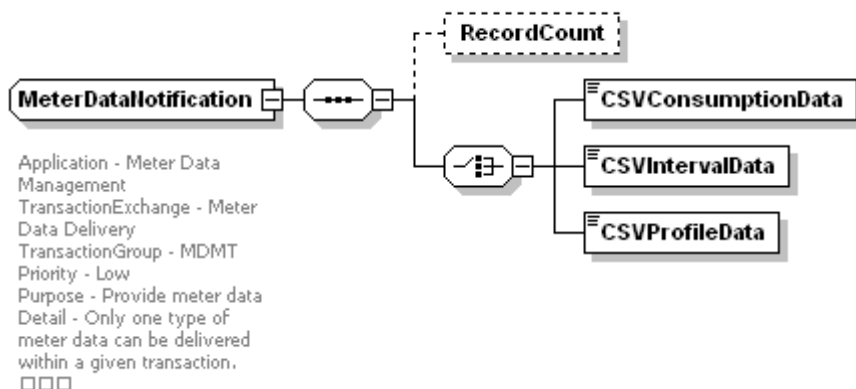 RecordCount
MeterDataNotification
CSVConsumptionData
CSVIntervalData
CSVProfileData
Application - Meter Data
Management
TransactionExchange - Meter
Data Delivery
TransactionGroup - MDMT
Priority - Low
Purpose - Provide meter data
Detail - Only one type of
meter data can be delivered
within a given transaction.